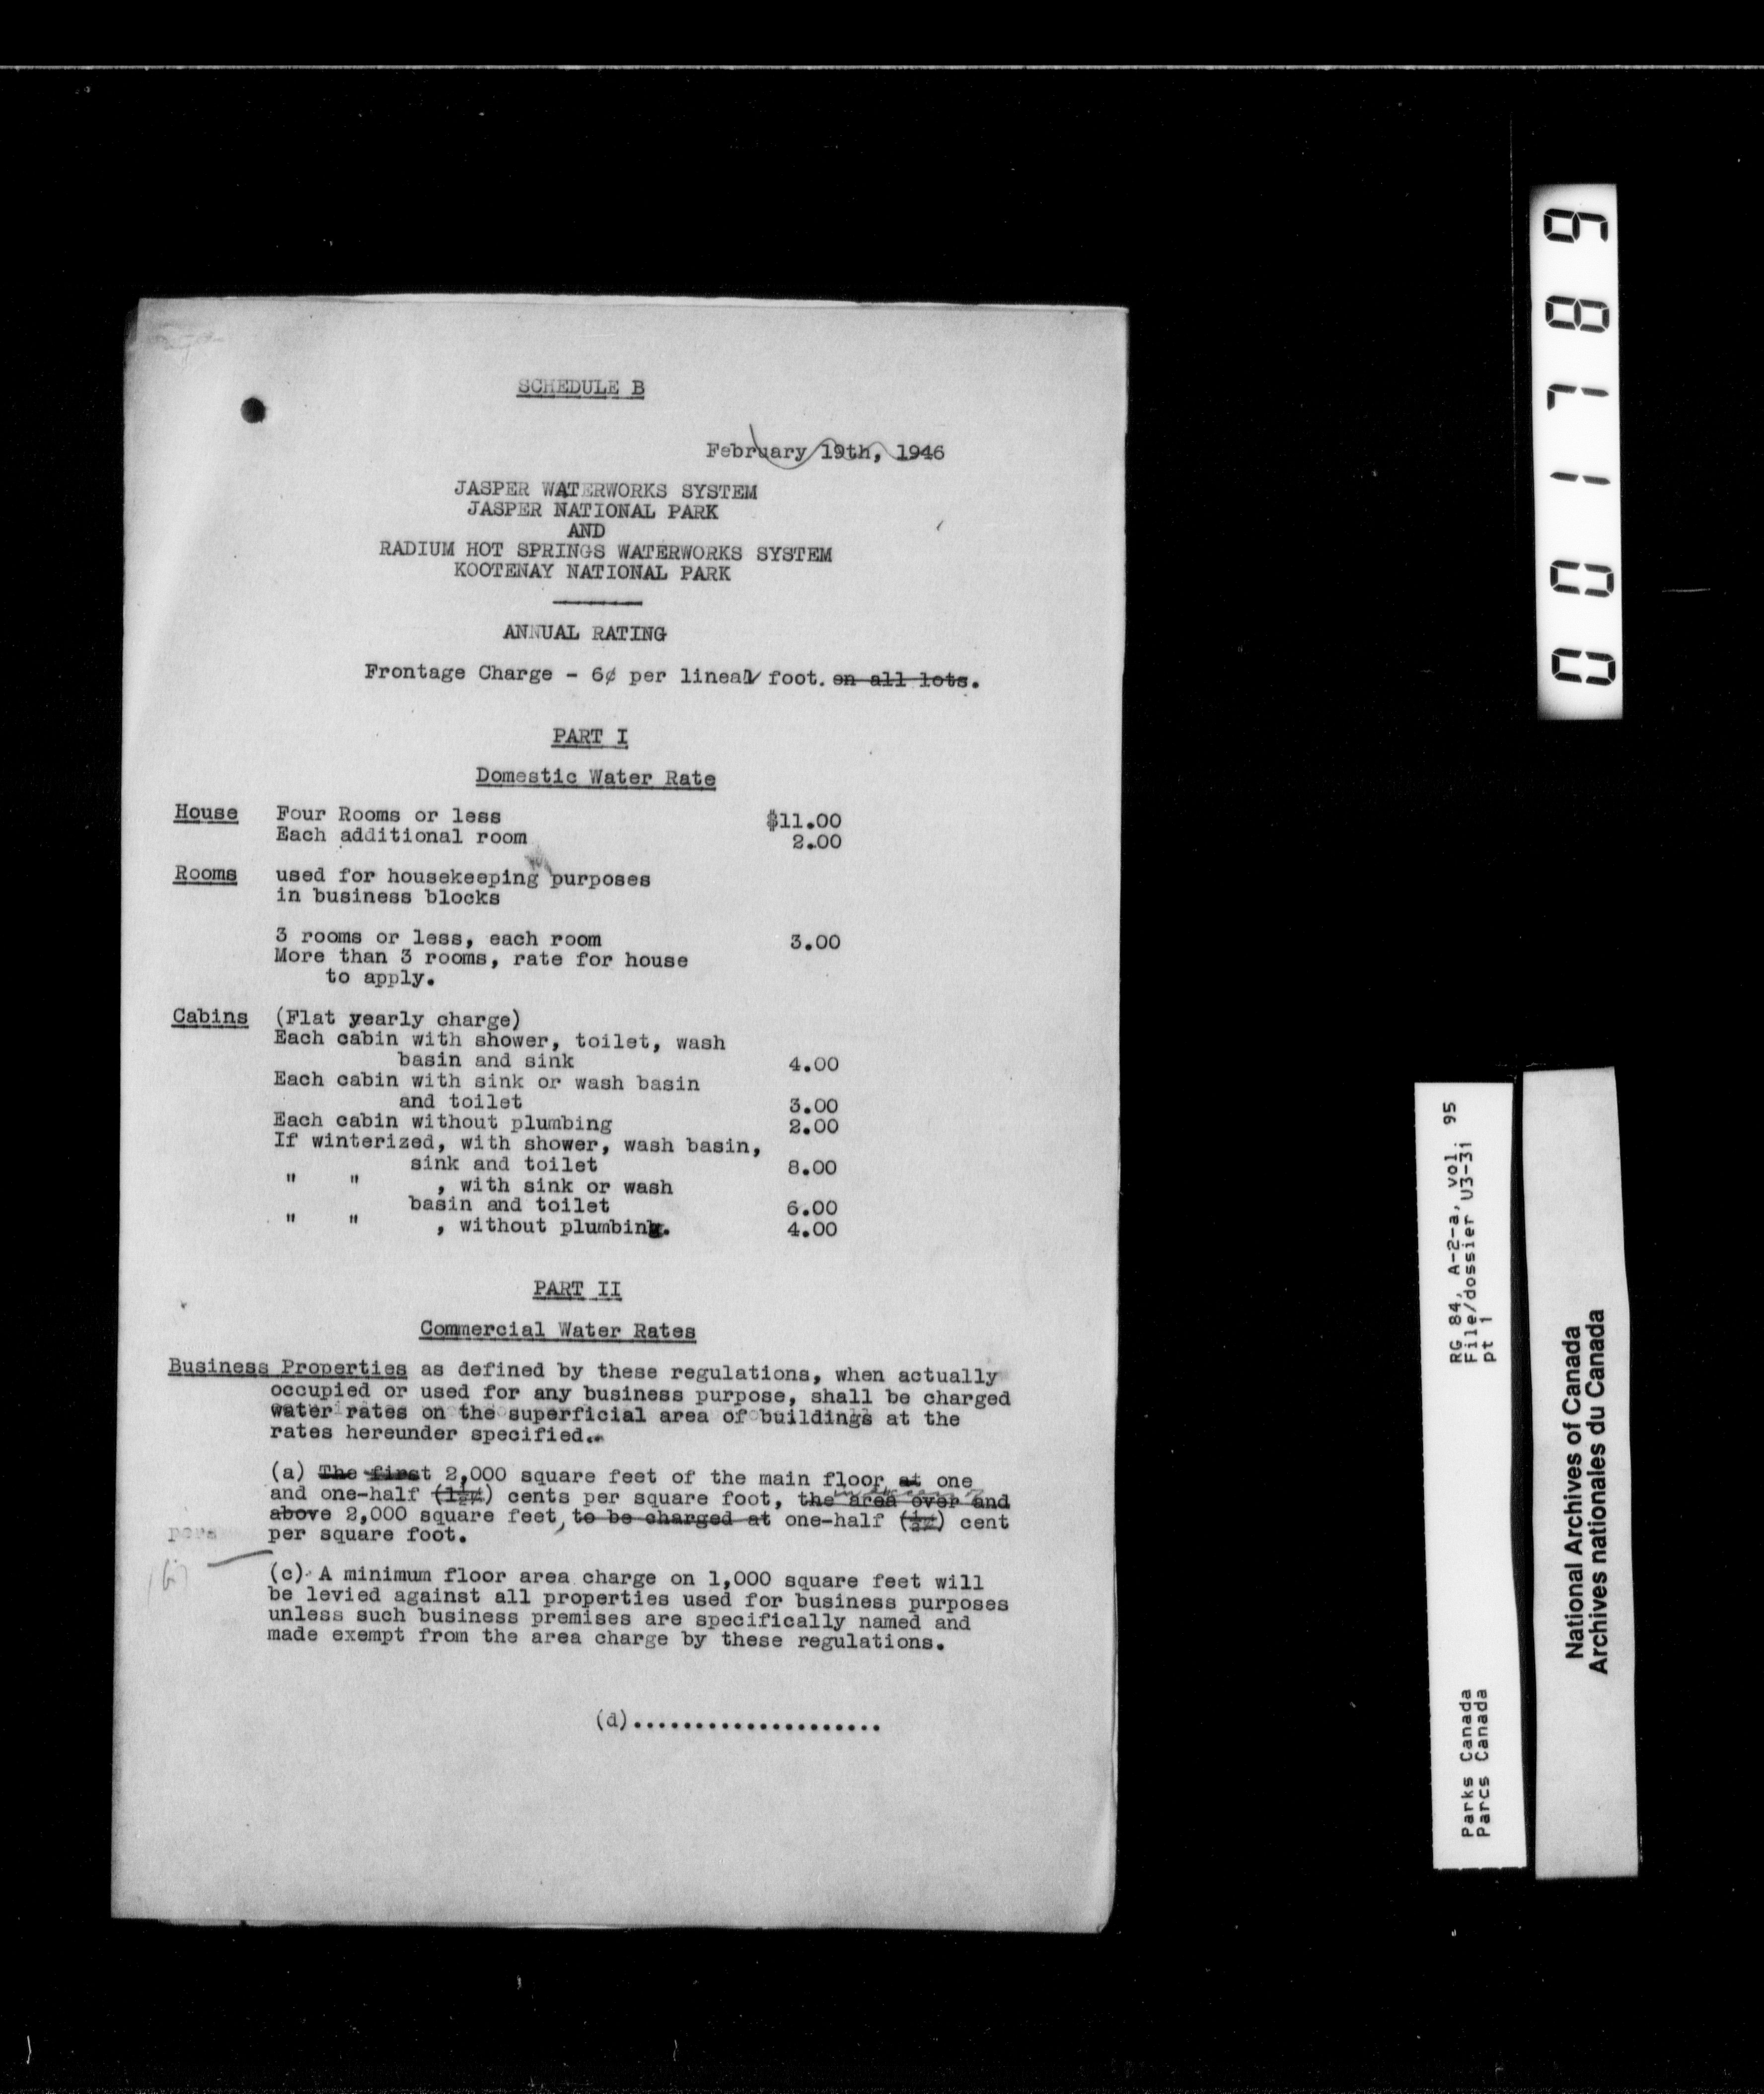 SCHEDULE B
February 19th, 1946
JASPER WATERWORKS SYSTEM
JASPER NATIONAL PARK
AND
RADIUM HOT SPRINGS WATERWORKS SYSTEM
KOOTENAY NATIONAL PARK
ANNUAL RATING
Frontage Charge - 6¢ per lineal foot. on all lots.
PART I
Domestic Water Rate
House Four Rooms or less $11.00
Each additional room 2.00
Rooms used for housekeeping purposes
in business blocks
3 rooms or less, each room 3.00
More than 3 rooms, rate for house
to apply.
Cabins (Flat yearly charge)
Each cabin with shower, toilet, wash
basin and sink 4.00
Each cabin with sink or wash basin
and toilet 3.00
Each cabin without plumbing 2.00
If winterized, with shower, wash basin,
sink and toilet 8.00
" " , with sink or wash
basin and toilet 6.00
" " , without plumbing. 4.00
PART II
Commercial Water Rates
Business Properties as defined by these regulations, when actually
occupied or used for any business purpose, shall be charged
water rates on the superficial area of buildings at the
rates hereunder specified.
(a) The first 2,000 square feet of the main floor at one
and one-half (1½¢) cents per square foot, the area over and
above 2,000 square feet, to be charged at one-half (½¢) cent
per square foot.
(b)
(c) A minimum floor area charge on 1,000 square feet will
be levied against all properties used for business purposes
unless such business premises are specifically named and
made exempt from the area charge by these regulations.
(d).....................
001789
RG 84, A-2-a, vol. 95
File/dossier U3-3i
pt 1
Parks Canada
Parcs Canada
National Archives of Canada
Archives nationales du Canada